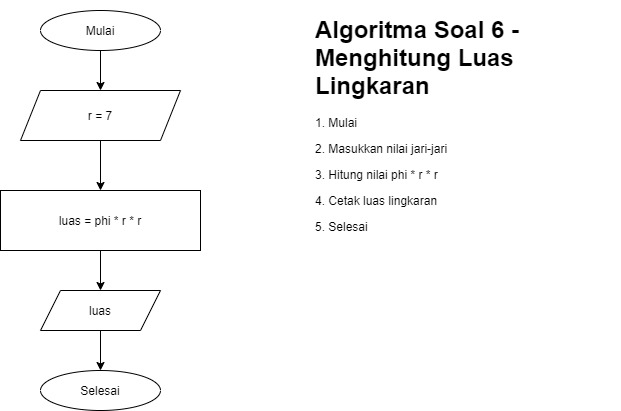 Mulai
r = 7
luas = phi * r * r
luas
Selesai
Algoritma Soal 6 -
Menghitung Luas
Lingkaran
1. Mulai
2. Masukkan nilai jari-jari
3. Hitung nilai phi * r * r
4. Cetak luas lingkaran
5. Selesai